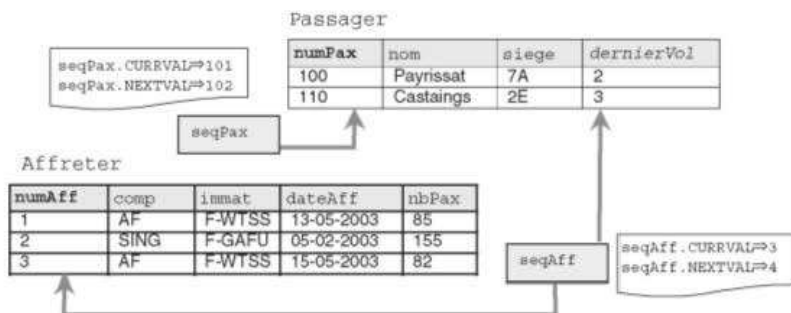 Passager
numPax nom siege dernierVol
100 Payrissat 7A 2
110 Castaings 2E 3
seqPax.CURRVAL⇒101
seqPax.NEXTVAL⇒102
seqPax
Affreter
numAff comp immat dateAff nbPax
1 AF F-WTSS 13-05-2003 85
2 SING F-GAFU 05-02-2003 155
3 AF F-WTSS 15-05-2003 82
seqAff
seqAff.CURRVAL⇒3
seqAff.NEXTVAL⇒4